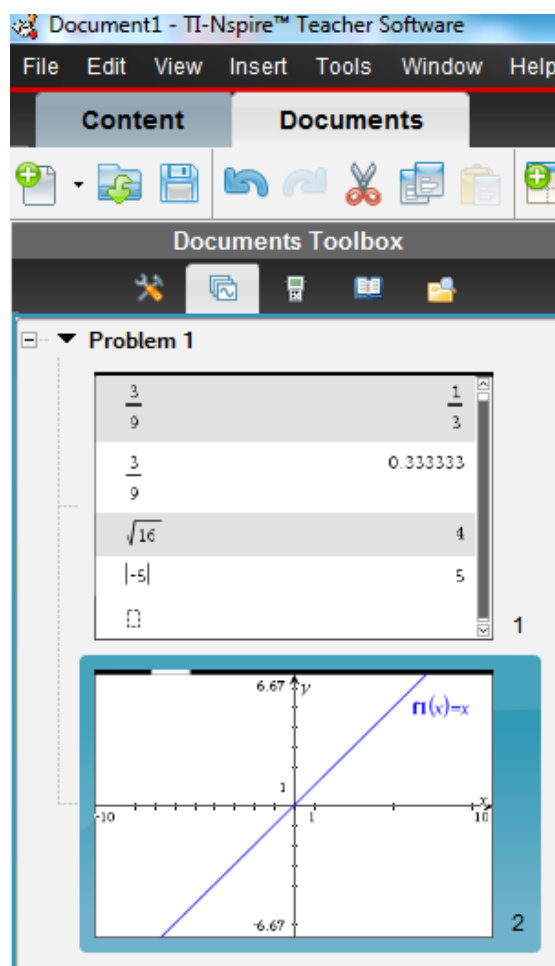 Document1 - TI-Nspire™ Teacher Software
File Edit View Insert Tools Window Help
Content Documents
Documents Toolbox
Problem 1
3/9 1/3
3/9 0.333333
√16 4
|-5| 5
1
6.67 y
f1(x)=x
1
x
-10 1 10
-6.67
2